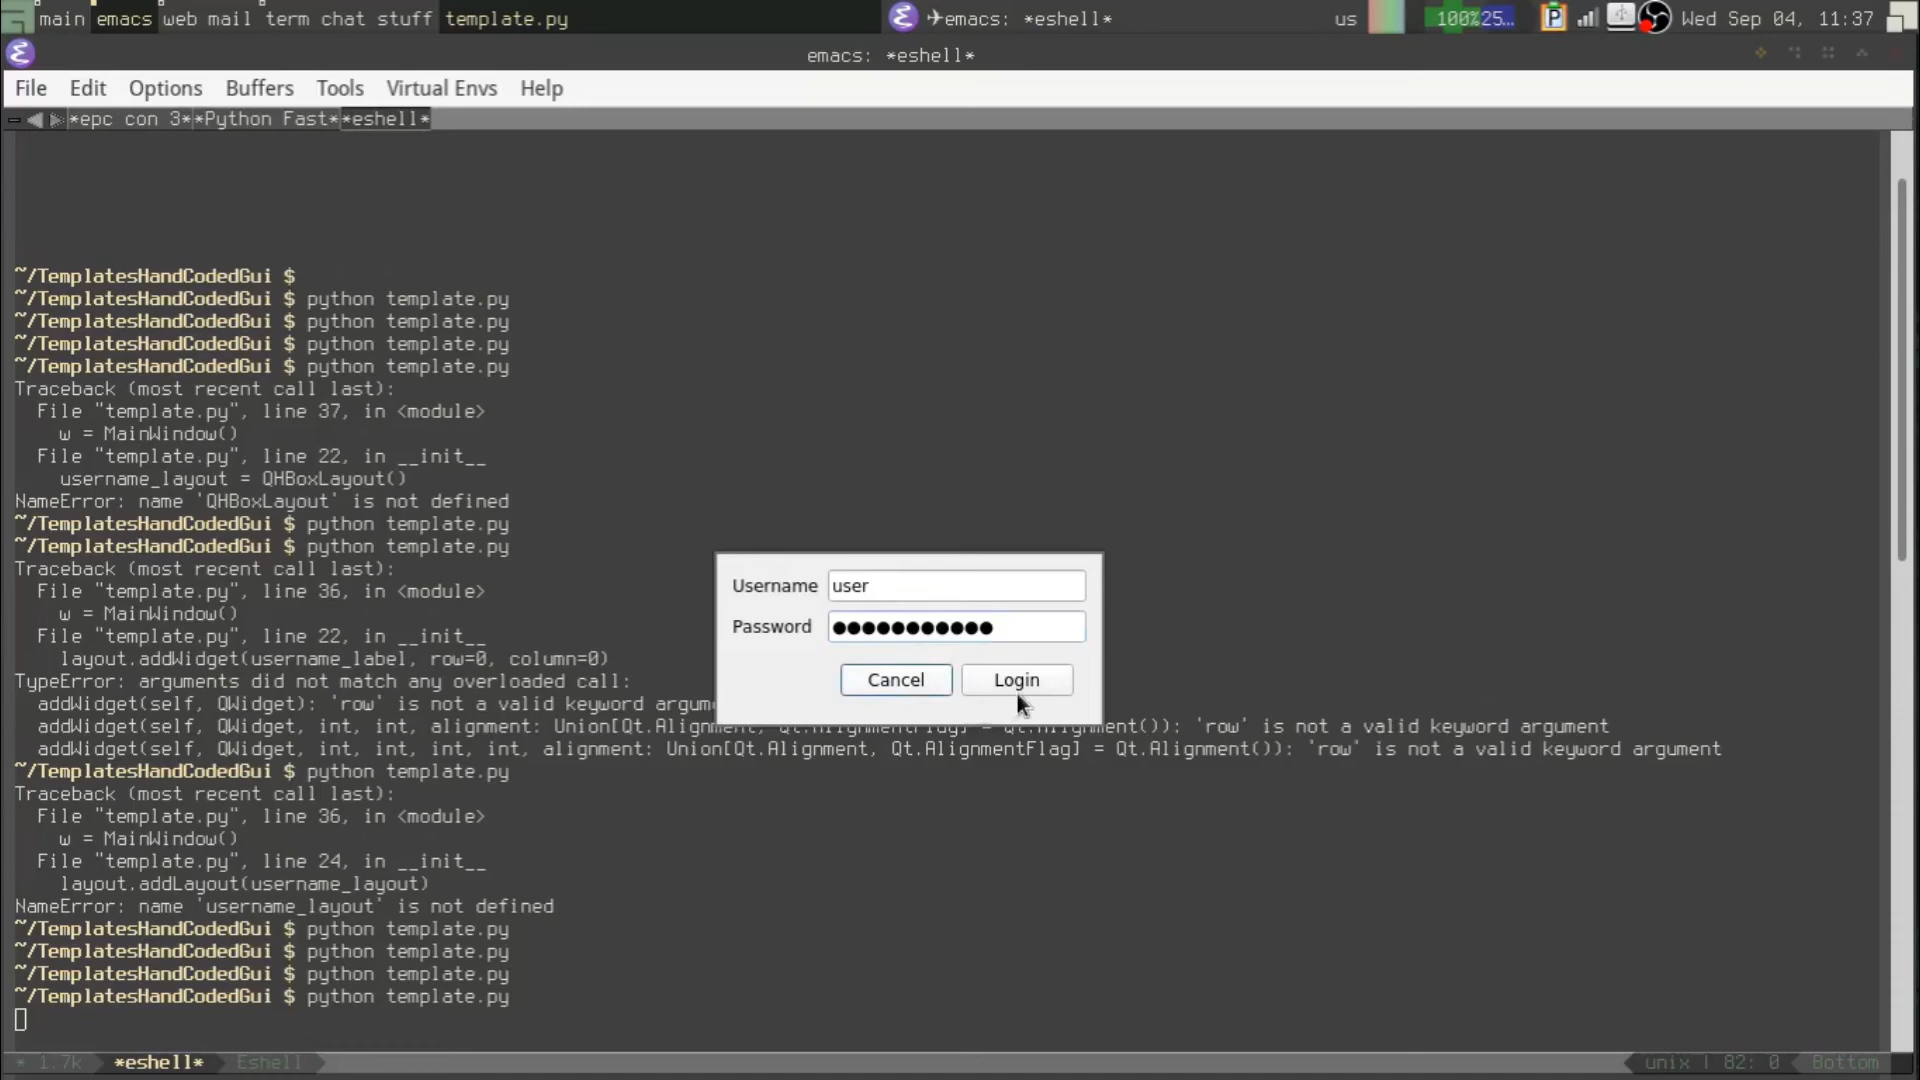 main emacs web mail term chat stuff template.py emacs: *eshell* us 100%25... P Wed Sep 04, 11:37
emacs: *eshell*
File Edit Options Buffers Tools Virtual Envs Help
*epc con 3* *Python Fast* *eshell*
~/TemplatesHandCodedGui $
~/TemplatesHandCodedGui $ python template.py
~/TemplatesHandCodedGui $ python template.py
~/TemplatesHandCodedGui $ python template.py
~/TemplatesHandCodedGui $ python template.py
Traceback (most recent call last):
File "template.py", line 37, in <module>
w = MainWindow()
File "template.py", line 22, in __init__
username_layout = QHBoxLayout()
NameError: name 'QHBoxLayout' is not defined
~/TemplatesHandCodedGui $ python template.py
~/TemplatesHandCodedGui $ python template.py
Traceback (most recent call last):
File "template.py", line 36, in <module>
w = MainWindow()
File "template.py", line 22, in __init__
layout.addWidget(username_label, row=0, column=0)
TypeError: arguments did not match any overloaded call:
addWidget(self, QWidget): 'row' is not a valid keyword argu
addWidget(self, QWidget, int, int, alignment: Union[Qt.Alignment, Qt.AlignmentFlag] = Qt.Alignment()): 'row' is not a valid keyword argument
addWidget(self, QWidget, int, int, int, int, alignment: Union[Qt.Alignment, Qt.AlignmentFlag] = Qt.Alignment()): 'row' is not a valid keyword argument
~/TemplatesHandCodedGui $ python template.py
Traceback (most recent call last):
File "template.py", line 36, in <module>
w = MainWindow()
File "template.py", line 24, in __init__
layout.addLayout(username_layout)
NameError: name 'username_layout' is not defined
~/TemplatesHandCodedGui $ python template.py
~/TemplatesHandCodedGui $ python template.py
~/TemplatesHandCodedGui $ python template.py
~/TemplatesHandCodedGui $ python template.py
Username user
Password ●●●●●●●●●●●
Cancel Login
* 1.7k *eshell* Eshell unix | 82: 0 Bottom